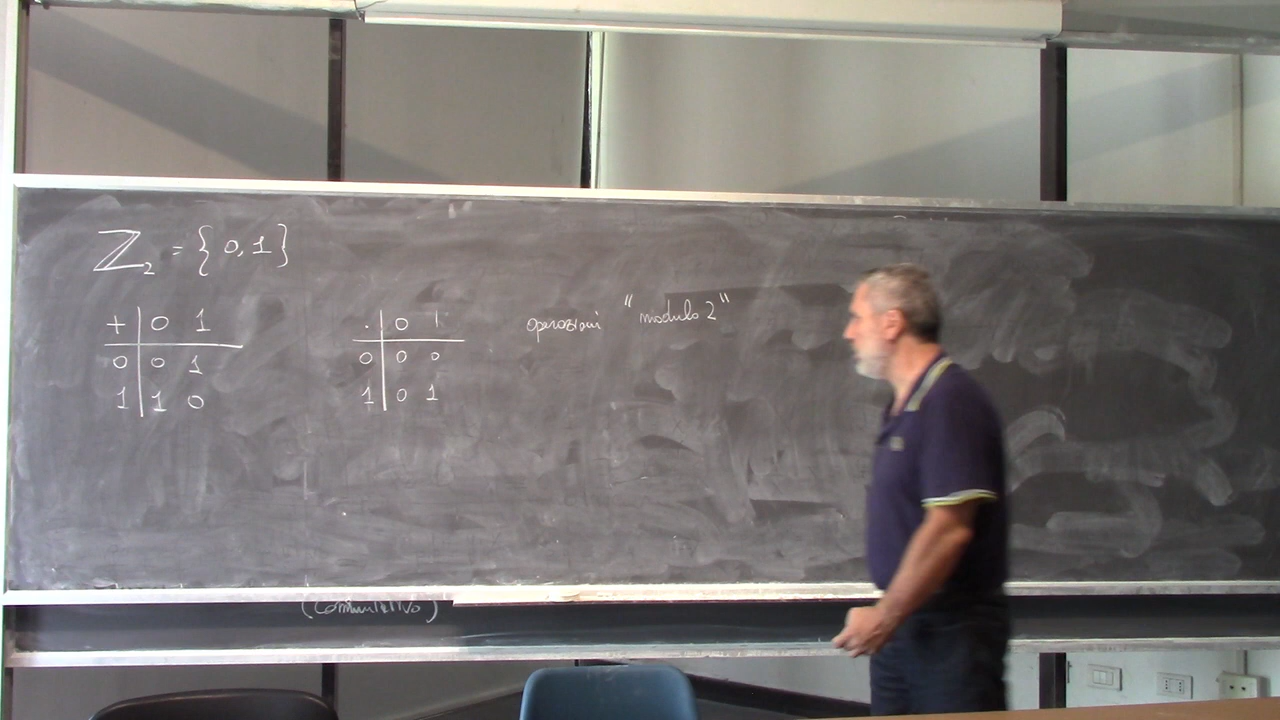 ℤ₂ = {0,1}
+ | 0 1
0 | 0 1
1 | 1 0
· | 0 1
0 | 0 0
1 | 0 1
operazioni "modulo 2"
(commutativo)